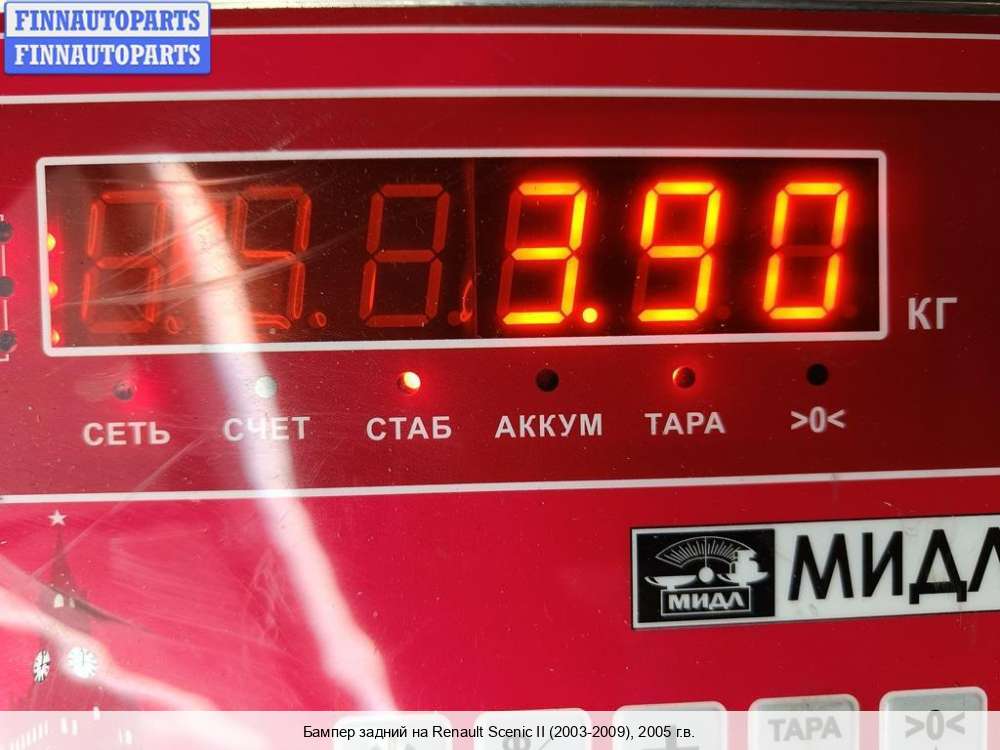 FINNAUTOPARTS
FINNAUTOPARTS
3.90
КГ
СЕТЬ СЧЕТ СТАБ АККУМ ТАРА >0<
МИДЛ
МИДЛ
ТАРА >0<
Бампер задний на Renault Scenic II (2003-2009), 2005 г.в.